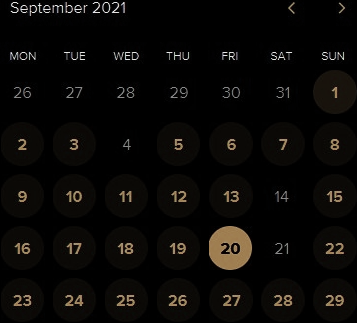 September 2021 < >
MON TUE WED THU FRI SAT SUN
26 27 28 29 30 31 1
2 3 4 5 6 7 8
9 10 11 12 13 14 15
16 17 18 19 20 21 22
23 24 25 26 27 28 29